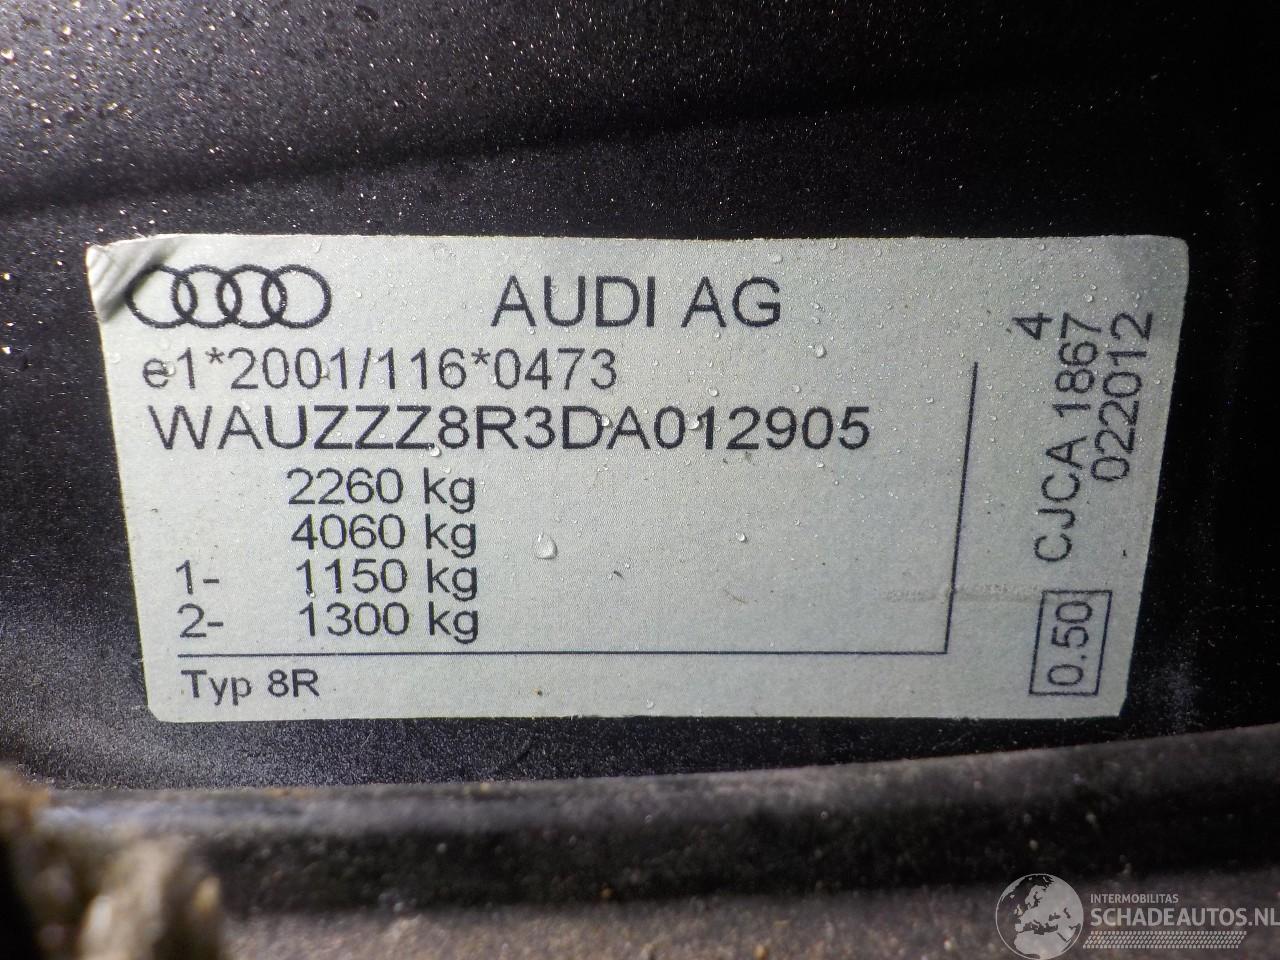 AUDI AG
e1*2001/116*0473
WAUZZZ8R3DA012905
2260 kg
4060 kg
1- 1150 kg
2- 1300 kg
Typ 8R
4
CJCA 1867
022012
0.50
INTERMOBILITAS
SCHADEAUTOS.NL